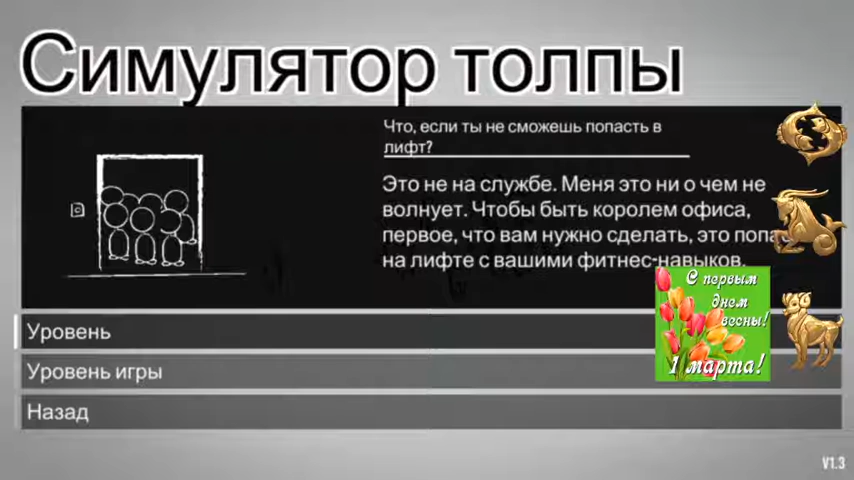 Симулятор толпы
Что, если ты не сможешь попасть в
лифт?
Это не на службе. Меня это ни о чем не
волнует. Чтобы быть королем офиса,
первое, что вам нужно сделать, это
на лифте с вашими фитнес-навыков.
С первым
днем
весны!
1 марта!
Уровень
Уровень игры
Назад
V1.3